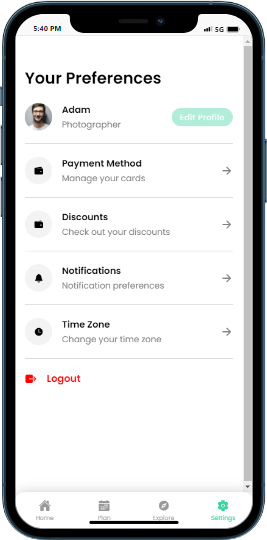 5:40 PM
5G
Your Preferences
Adam
Photographer
Edit Profile
Payment Method
Manage your cards
Discounts
Check out your discounts
Notifications
Notification preferences
Time Zone
Change your time zone
Logout
Home
Plan
Explore
Settings